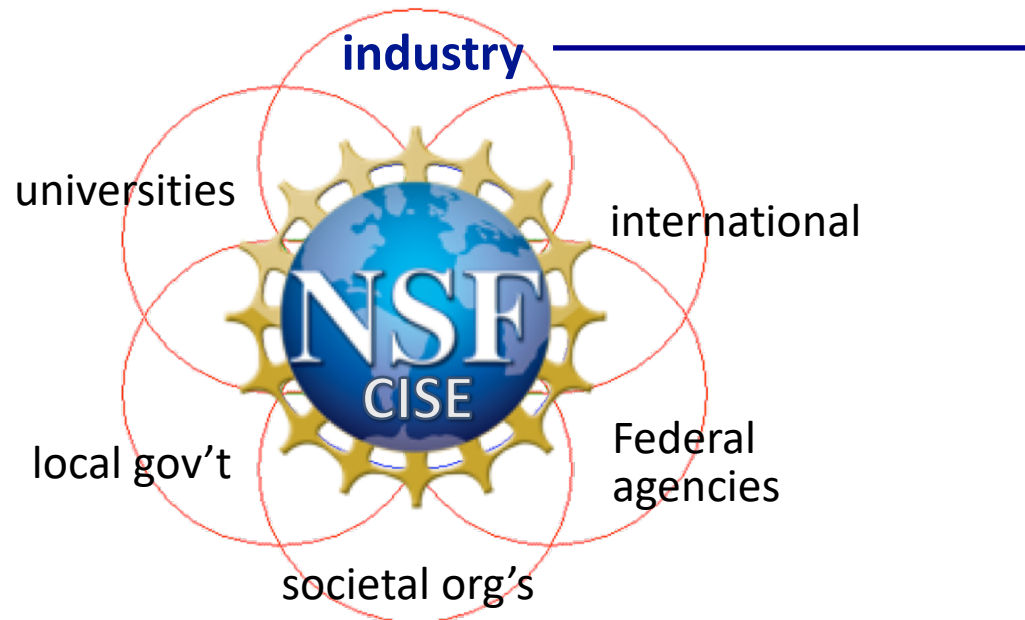 industry
universities
international
NSF
CISE
local gov’t
Federal
agencies
societal org’s